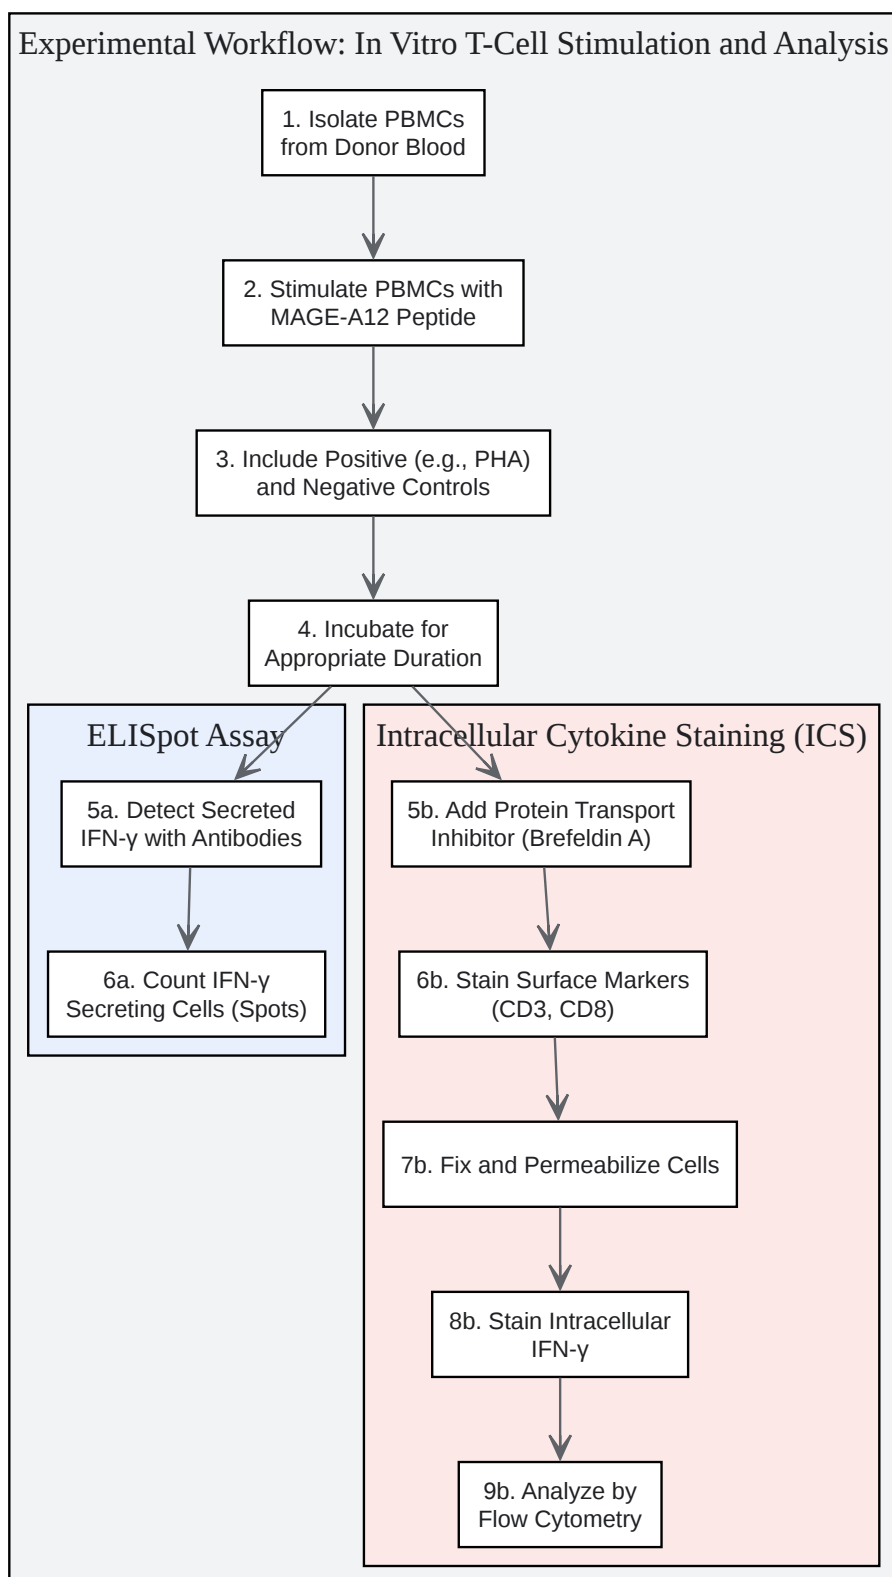 Experimental Workflow: In Vitro T-Cell Stimulation and Analysis
1. Isolate PBMCs
from Donor Blood
2. Stimulate PBMCs with
MAGE-A12 Peptide
3. Include Positive (e.g., PHA)
and Negative Controls
4. Incubate for
Appropriate Duration
ELISpot Assay
5a. Detect Secreted
IFN-γ with Antibodies
6a. Count IFN-γ
Secreting Cells (Spots)
Intracellular Cytokine Staining (ICS)
5b. Add Protein Transport
Inhibitor (Brefeldin A)
6b. Stain Surface Markers
(CD3, CD8)
7b. Fix and Permeabilize Cells
8b. Stain Intracellular
IFN-γ
9b. Analyze by
Flow Cytometry